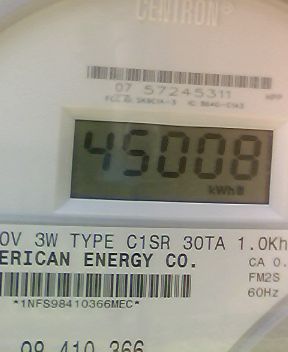 CENTRON®
07 57245311
45008
kWh
0V 3W TYPE C1SR 30TA 1.0Kh
ERICAN ENERGY CO.
CA 0.
FM2S
60Hz
*1NFS98410366MEC*
98 410 366